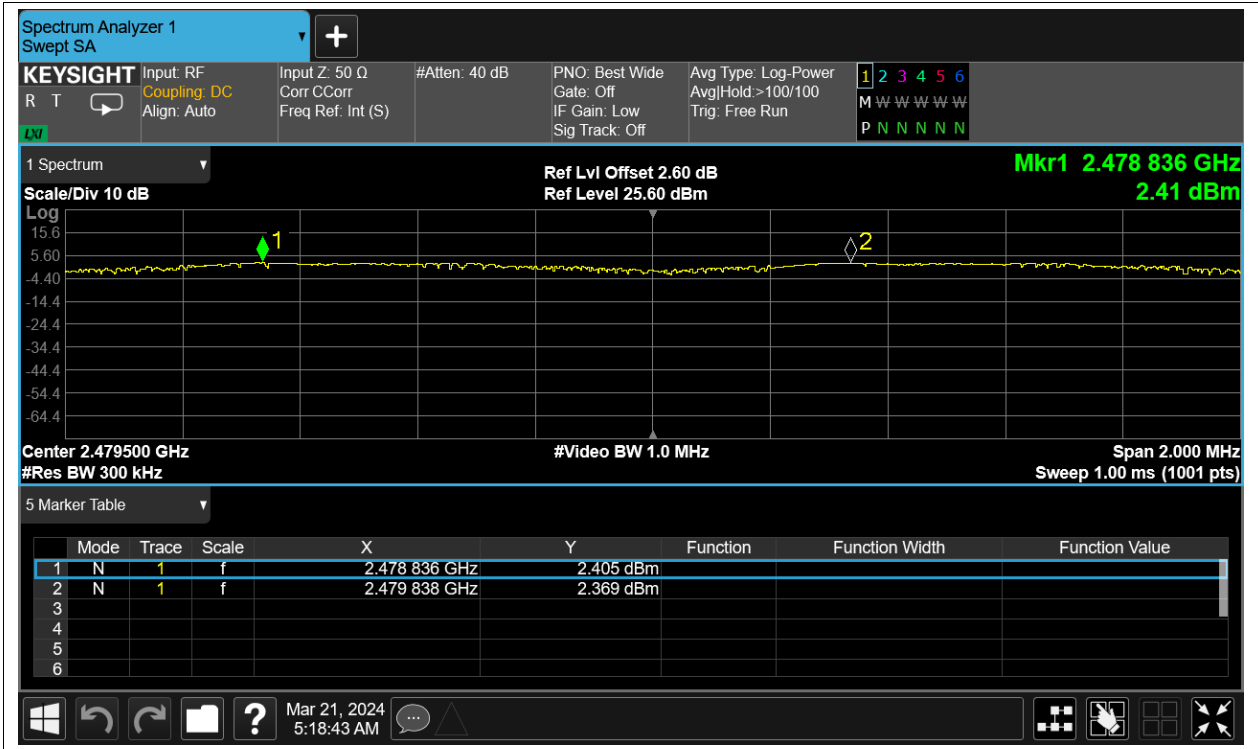 Spectrum Analyzer 1
Swept SA
KEYSIGHT
R T
LXI
Input: RF
Coupling: DC
Align: Auto
Input Z: 50 Ω
Corr CCorr
Freq Ref: Int (S)
#Atten: 40 dB
PNO: Best Wide
Gate: Off
IF Gain: Low
Sig Track: Off
Avg Type: Log-Power
Avg|Hold:>100/100
Trig: Free Run
1 2 3 4 5 6
M W W W W W
P N N N N N
1 Spectrum
Scale/Div 10 dB
Ref Lvl Offset 2.60 dB
Ref Level 25.60 dBm
Mkr1 2.478 836 GHz
2.41 dBm
Log
15.6
5.60
-4.40
-14.4
-24.4
-34.4
-44.4
-54.4
-64.4
1
2
Center 2.479500 GHz
#Res BW 300 kHz
#Video BW 1.0 MHz
Span 2.000 MHz
Sweep 1.00 ms (1001 pts)
5 Marker Table
Mode Trace Scale X Y Function Function Width Function Value
1 N 1 f 2.478 836 GHz 2.405 dBm
2 N 1 f 2.479 838 GHz 2.369 dBm
3
4
5
6
?
Mar 21, 2024
5:18:43 AM